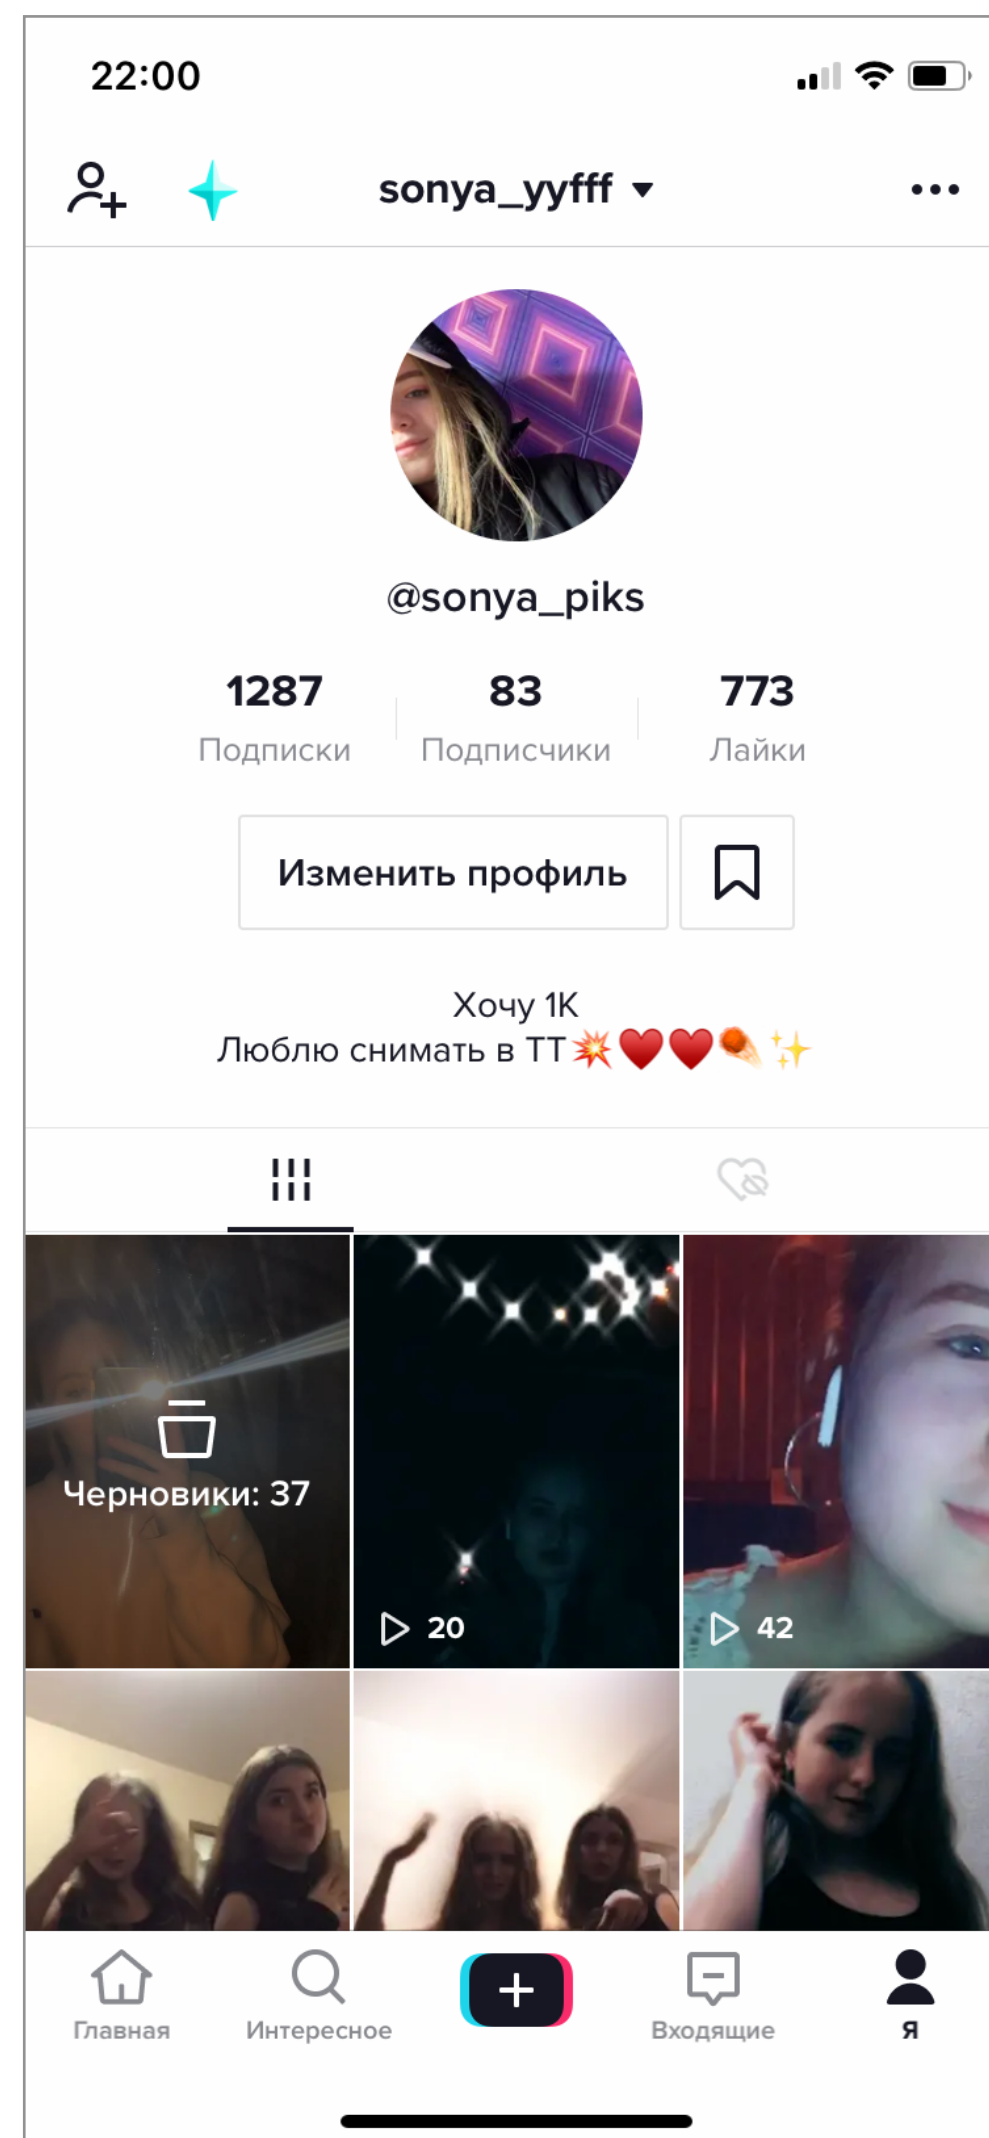 22:00
sonya_yyfff
@sonya_piks
1287 83 773
Подписки Подписчики Лайки
Изменить профиль
Хочу 1К
Люблю снимать в ТТ💥♥️♥️☄️✨
Черновики: 37
20 42
Главная Интересное Входящие Я